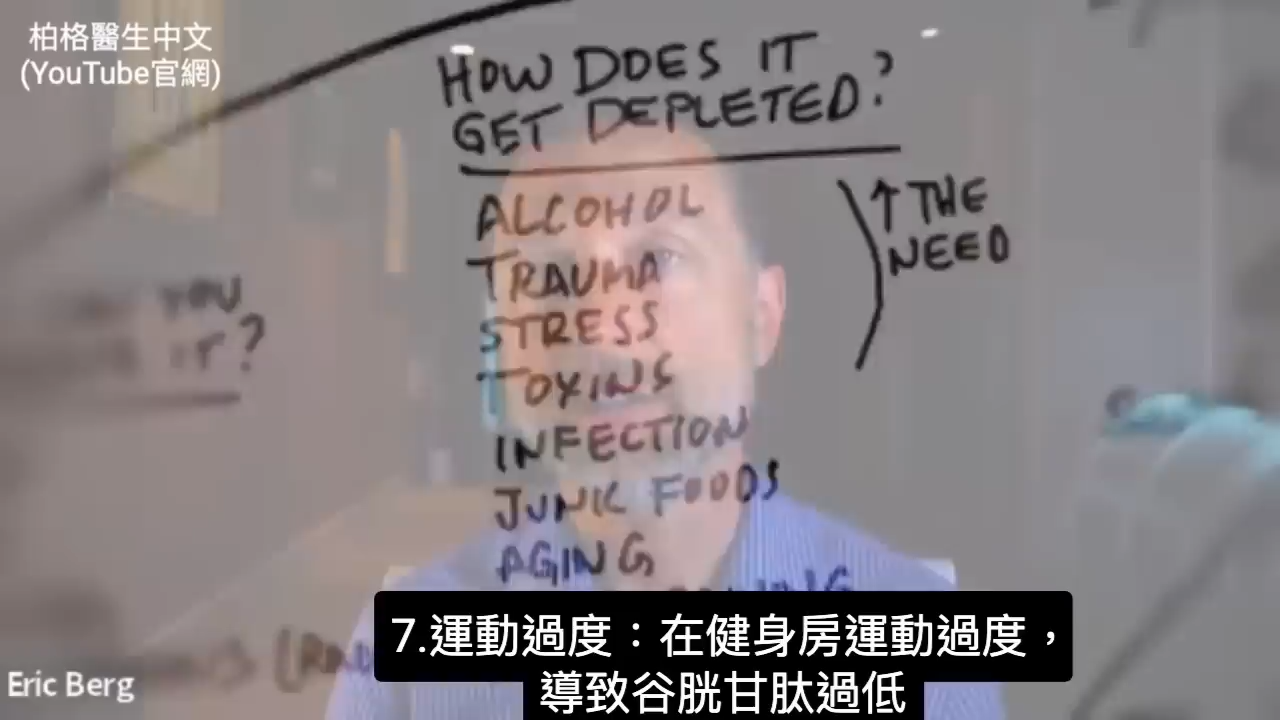 柏格醫生中文
(YouTube官網)
HOW DOES IT
GET DEPLETED?
ALCOHOL
TRAUMA
STRESS
TOXINS
INFECTION
JUNK FOODS
AGING
↑ THE
NEED
YOU
IT?
7.運動過度：在健身房運動過度，
導致谷胱甘肽過低
Eric Berg